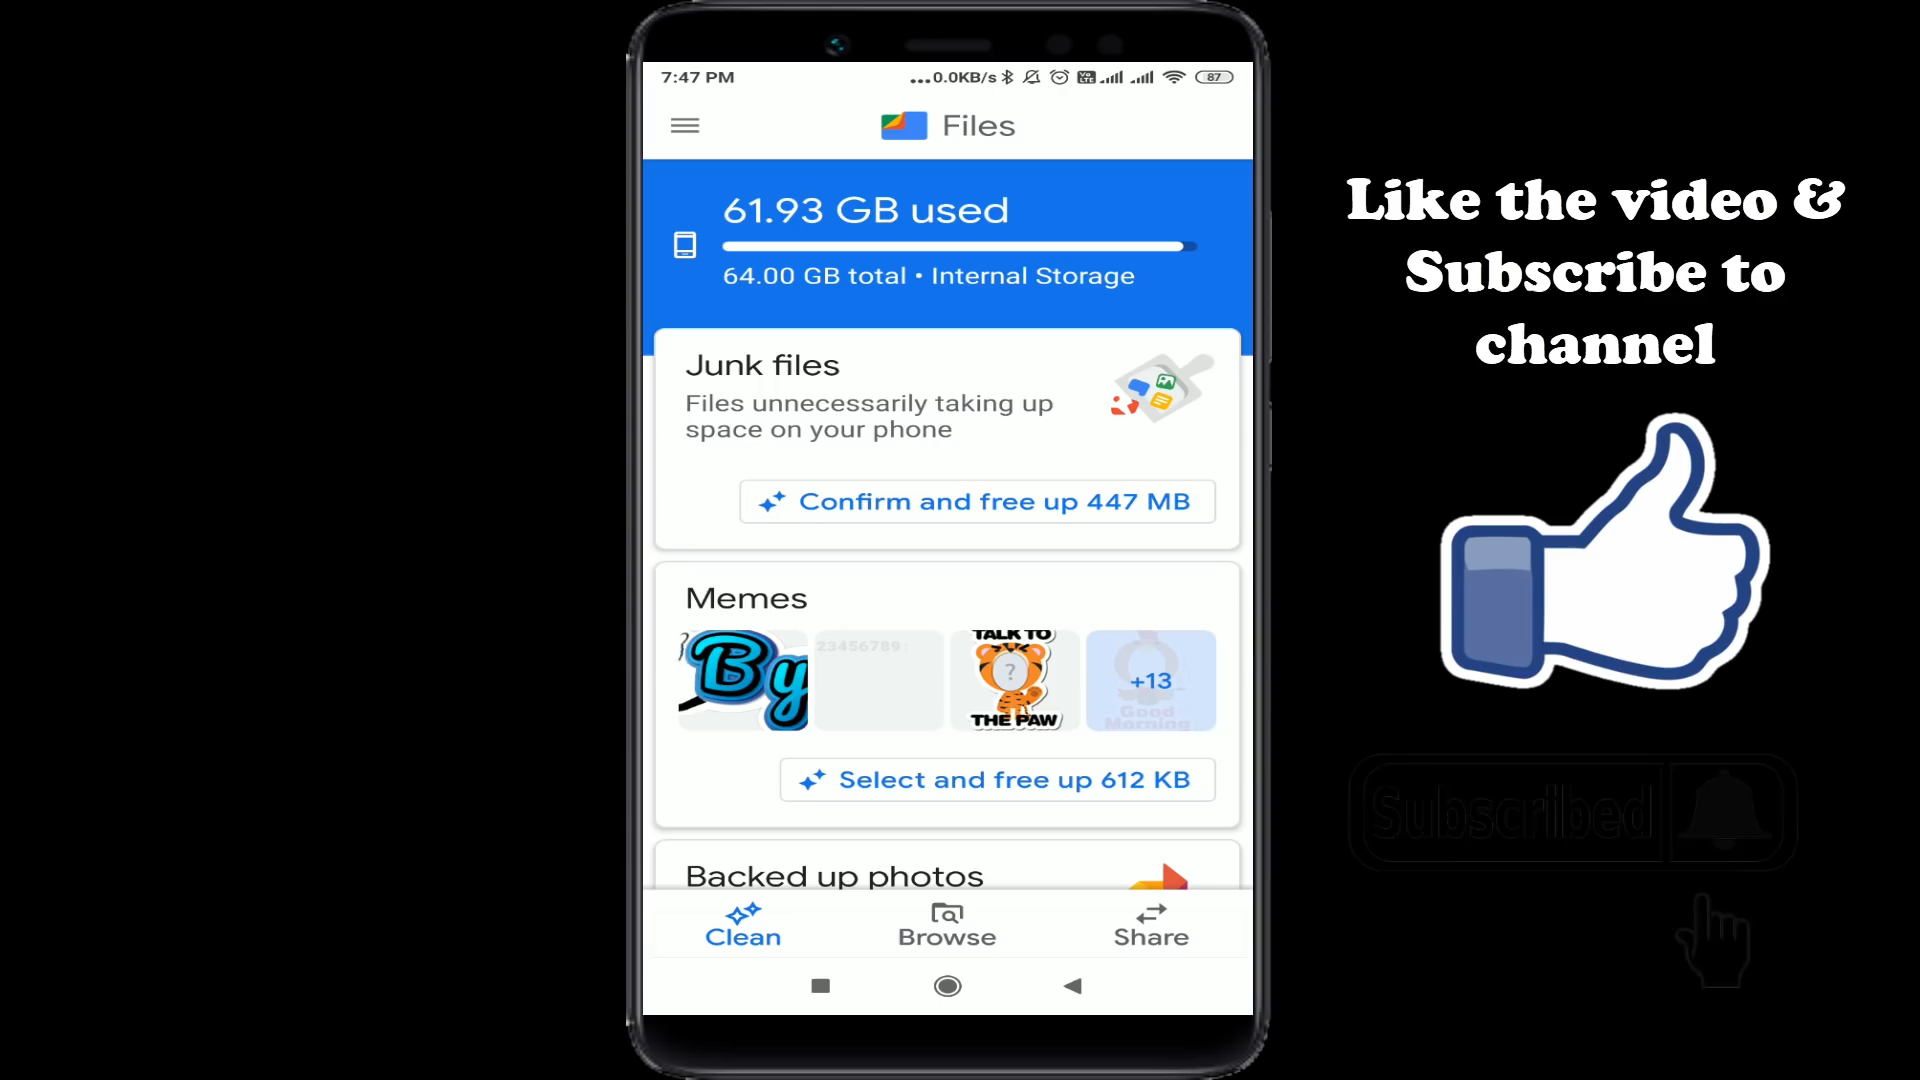 7:47 PM
...0.0KB/s
Vo LTE
87
Files
61.93 GB used
64.00 GB total • Internal Storage
Junk files
Files unnecessarily taking up
space on your phone
Confirm and free up 447 MB
Memes
By
23456789
TALK TO
?
THE PAW
+13
Good
Morning
Select and free up 612 KB
Backed up photos
Clean
Browse
Share
Like the video &
Subscribe to
channel
Subscribed